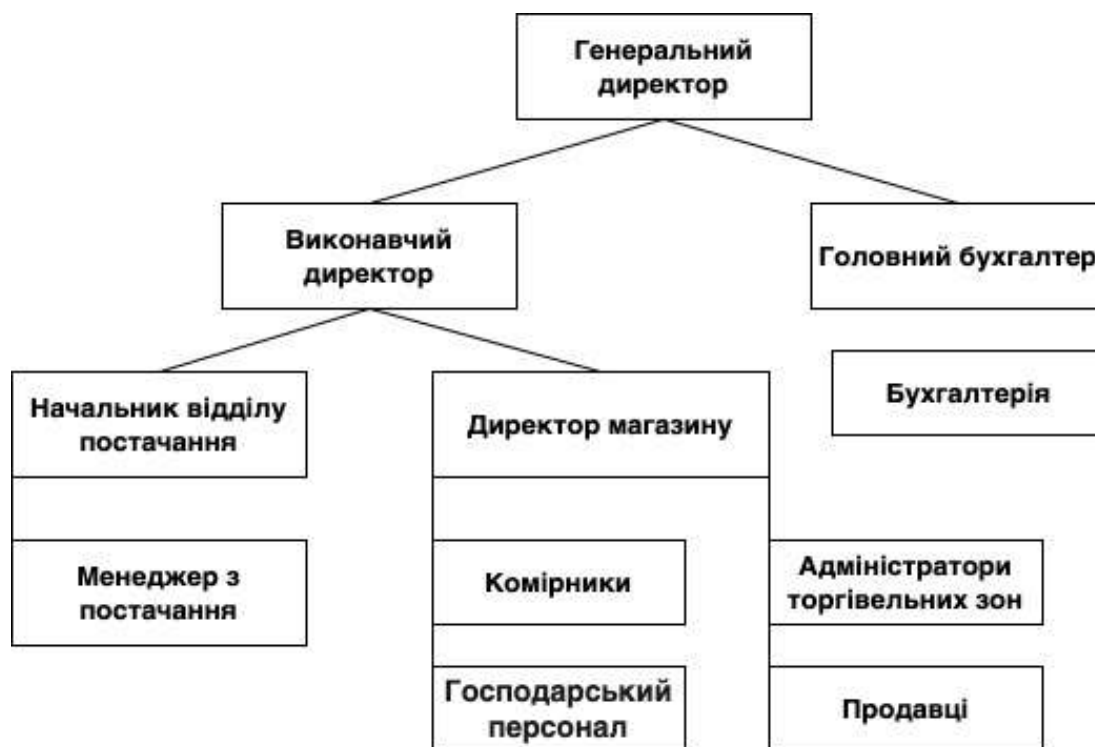 Генеральний
директор
Виконавчий
директор
Головний бухгалтер
Начальник відділу
постачання
Директор магазину
Бухгалтерія
Менеджер з
постачання
Комірники
Адміністратори
торгівельних зон
Господарський
персонал
Продавці